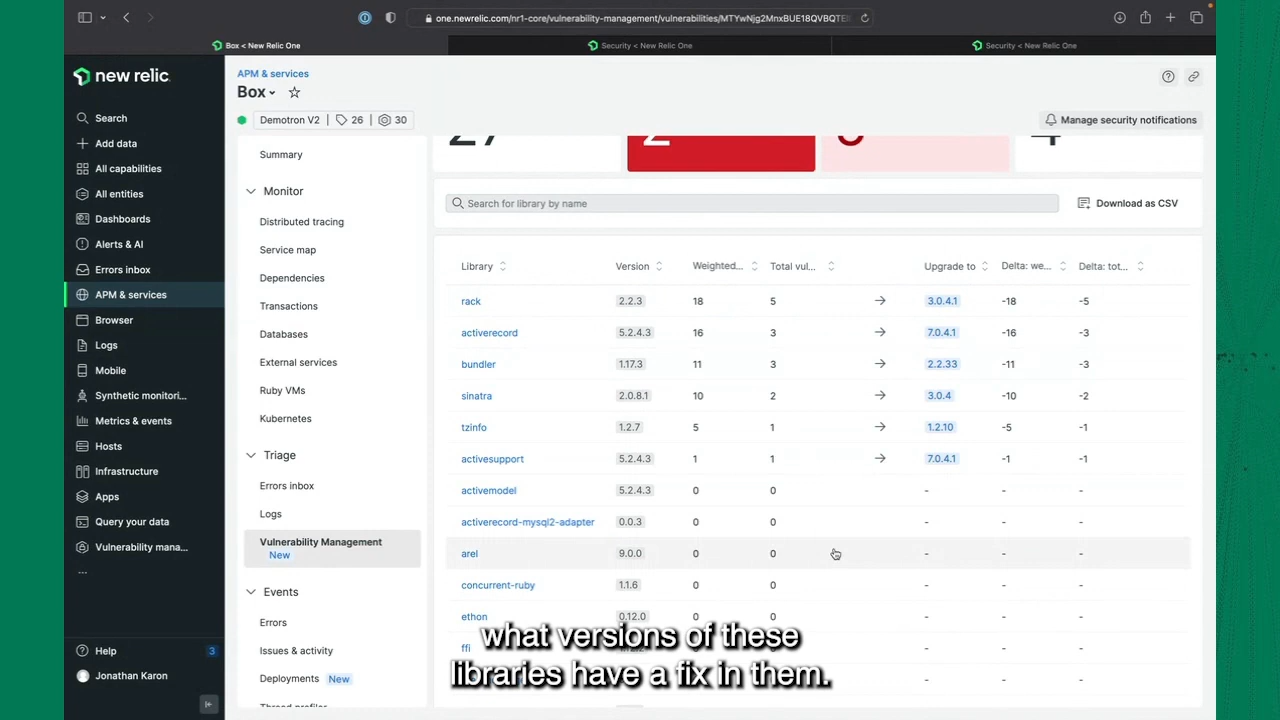 one.newrelic.com/nr1-core/vulnerability-management/vulnerabilities/MTYwNjg2MnxBUE18QVBQTE
Box < New Relic One
Security < New Relic One
Security < New Relic One
new relic
Search
Add data
All capabilities
All entities
Dashboards
Alerts & AI
Errors inbox
APM & services
Browser
Logs
Mobile
Synthetic monitori...
Metrics & events
Hosts
Infrastructure
Apps
Query your data
Vulnerability mana...
...
Help 3
Jonathan Karon
APM & services
Box
Demotron V2 26 30
Manage security notifications
Summary
Monitor
Distributed tracing
Service map
Dependencies
Transactions
Databases
External services
Ruby VMs
Kubernetes
Triage
Errors inbox
Logs
Vulnerability Management
New
Events
Errors
Issues & activity
Deployments New
Search for library by name
Download as CSV
Library Version Weighted... Total vul... Upgrade to Delta: we... Delta: tot...
rack 2.2.3 18 5 → 3.0.4.1 -18 -5
activerecord 5.2.4.3 16 3 → 7.0.4.1 -16 -3
bundler 1.17.3 11 3 → 2.2.33 -11 -3
sinatra 2.0.8.1 10 2 → 3.0.4 -10 -2
tzinfo 1.2.7 5 1 → 1.2.10 -5 -1
activesupport 5.2.4.3 1 1 → 7.0.4.1 -1 -1
activemodel 5.2.4.3 0 0 - - -
activerecord-mysql2-adapter 0.0.3 0 0 - - -
arel 9.0.0 0 0 - - -
concurrent-ruby 1.1.6 0 0 - - -
ethon 0.12.0 0 0 - - -
ffi - - -
what versions of these
libraries have a fix in them.